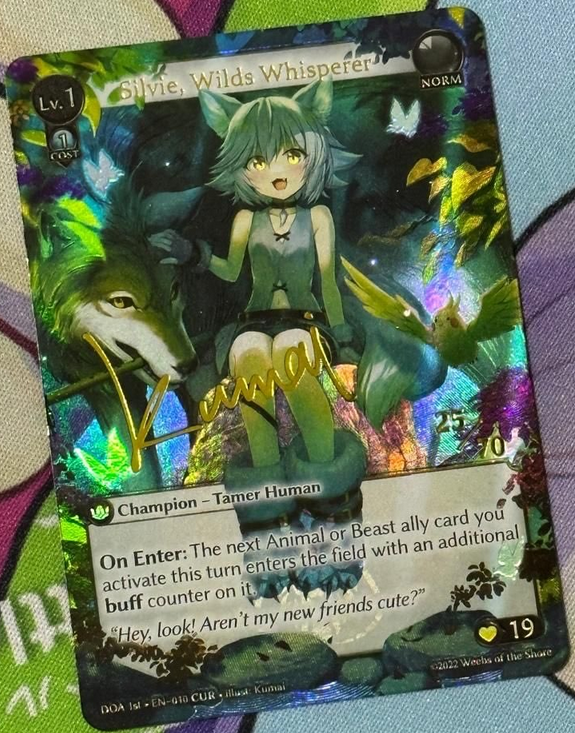 Silvie, Wilds Whisperer
Lv. 1
NORM
1
COST
Kumai
25
70
Champion – Tamer Human
On Enter: The next Animal or Beast ally card you
activate this turn enters the field with an additional
buff counter on it.
"Hey, look! Aren't my new friends cute?"
19
DOA 1st • EN-010 CUR • illust: Kumai
©2022 Weebs of the Shore